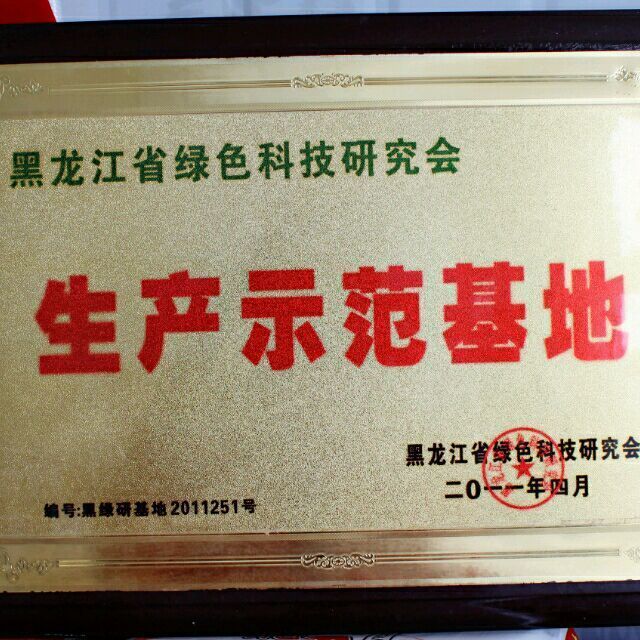 黑龙江省绿色科技研究会
生产示范基地
黑龙江省绿色科技研究会
二0一一年四月
编号:黑绿研基地2011251号